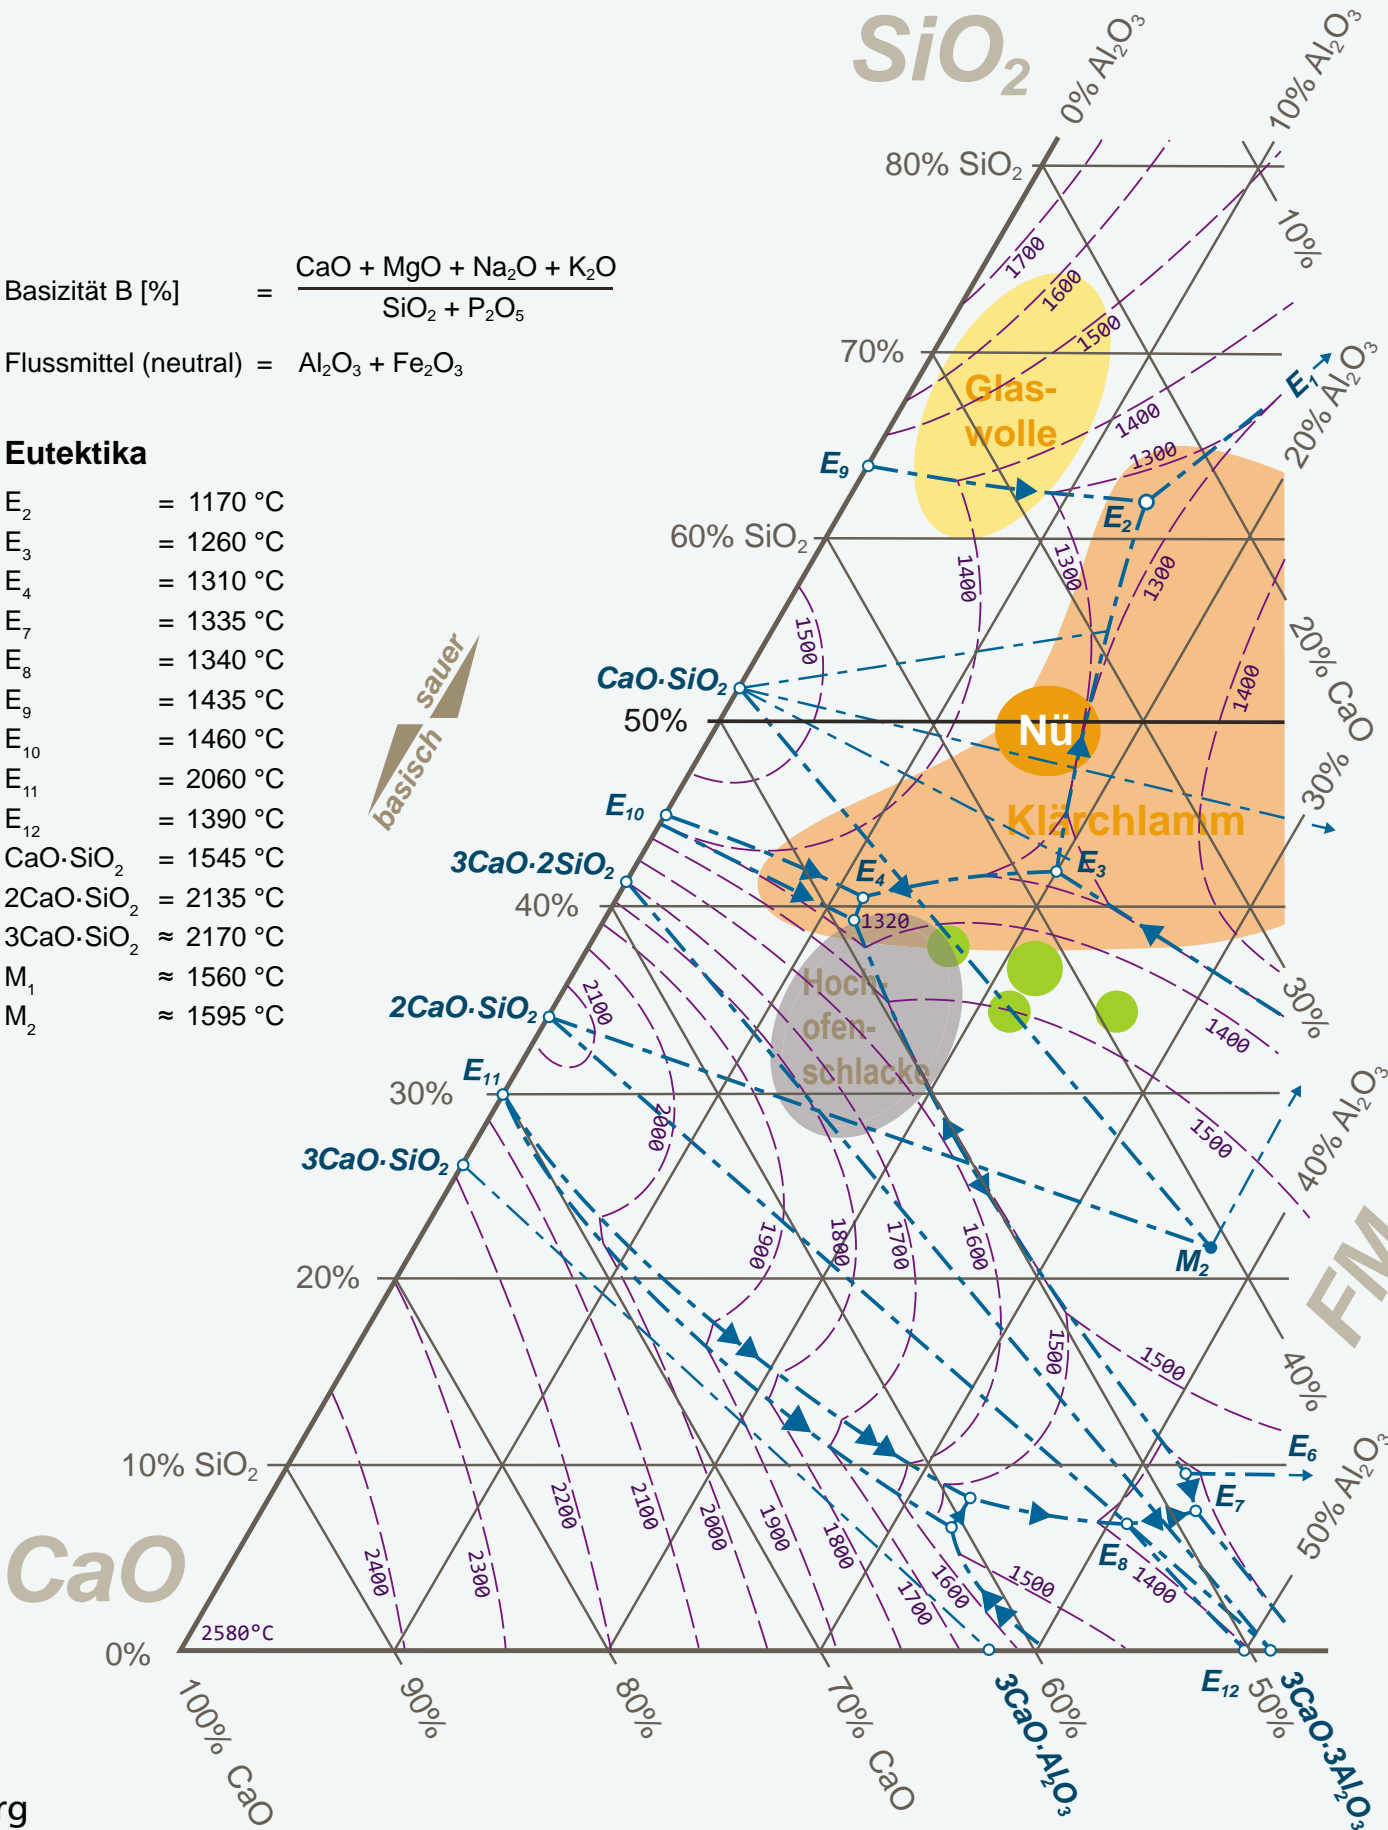 SiO₂
0% Al₂O₃
10% Al₂O₃
80% SiO₂
10%
1700
1600
1500
Basizität B [%] = CaO + MgO + Na₂O + K₂O
SiO₂ + P₂O₅
Flussmittel (neutral) = Al₂O₃ + Fe₂O₃
70%
Glas-
wolle
1400
1300
E₁
20% Al₂O₃
E₉
E₂
60% SiO₂
1400
1300
1300
1500
20% CaO
1400
Eutektika
E₂ = 1170 °C
E₃ = 1260 °C
E₄ = 1310 °C
E₇ = 1335 °C
E₈ = 1340 °C
E₉ = 1435 °C
E₁₀ = 1460 °C
E₁₁ = 2060 °C
E₁₂ = 1390 °C
CaO·SiO₂ = 1545 °C
2CaO·SiO₂ = 2135 °C
3CaO·SiO₂ ≈ 2170 °C
M₁ ≈ 1560 °C
M₂ ≈ 1595 °C
sauer
basisch
CaO·SiO₂
50%
Nü
30%
E₁₀
Klärchlamm
3CaO·2SiO₂
E₄
E₃
40%
1320
Hoch-
ofen-
schlacke
2100
2CaO·SiO₂
30%
1400
E₁₁
30%
2000
1500
40% Al₂O₃
3CaO·SiO₂
1900
1800
1700
1600
M₂
FM
20%
1500
1500
40%
10% SiO₂
E₆
E₇
50% Al₂O₃
2400
2300
2200
2100
2000
1900
1800
1700
1600
1500
E₈
1400
CaO
2580°C
0%
100% CaO
90%
80%
70% CaO
3CaO·Al₂O₃
60%
E₁₂
50%
3CaO·3Al₂O₃
rg